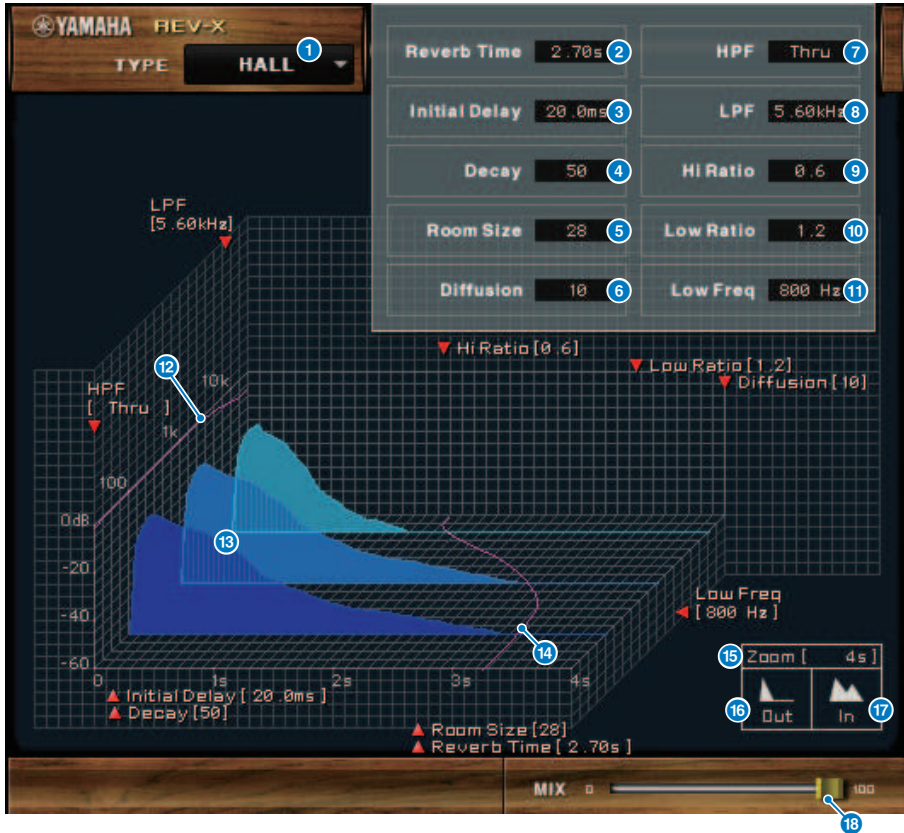 YAMAHA REV-X
TYPE HALL 1
Reverb Time 2.70s 2
HPF Thru 7
Initial Delay 20.0ms 3
LPF 5.60kHz 8
Decay 50 4
Hi Ratio 0.6 9
Room Size 28 5
Low Ratio 1.2 10
Diffusion 10 6
Low Freq 800 Hz 11
LPF
[5.60kHz]
Hi Ratio[0.6]
Low Ratio[1.2]
Diffusion[10]
12
HPF
[ Thru ]
10k
1k
100
0dB
-20
-40
-60
13
14
0 1s 2s 3s 4s
Low Freq
[800 Hz]
Initial Delay[20.0ms ]
Decay[50]
Room Size[28]
Reverb Time[ 2.70s ]
15 Zoom [ 4s]
16 Out In 17
MIX 0 100
18